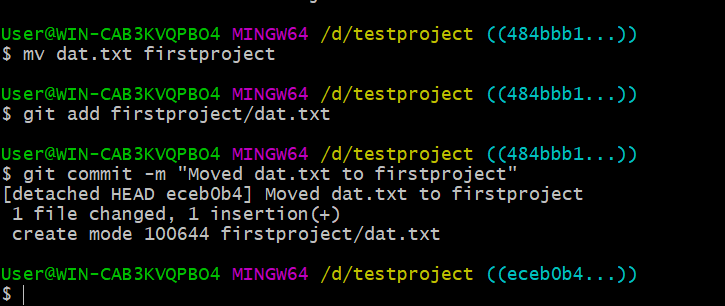 User@WIN-CAB3KVQPBO4 MINGW64 /d/testproject ((484bbb1...))
$ mv dat.txt firstproject
User@WIN-CAB3KVQPBO4 MINGW64 /d/testproject ((484bbb1...))
$ git add firstproject/dat.txt
User@WIN-CAB3KVQPBO4 MINGW64 /d/testproject ((484bbb1...))
$ git commit -m "Moved dat.txt to firstproject"
[detached HEAD eceb0b4] Moved dat.txt to firstproject
 1 file changed, 1 insertion(+)
 create mode 100644 firstproject/dat.txt
User@WIN-CAB3KVQPBO4 MINGW64 /d/testproject ((eceb0b4...))
$